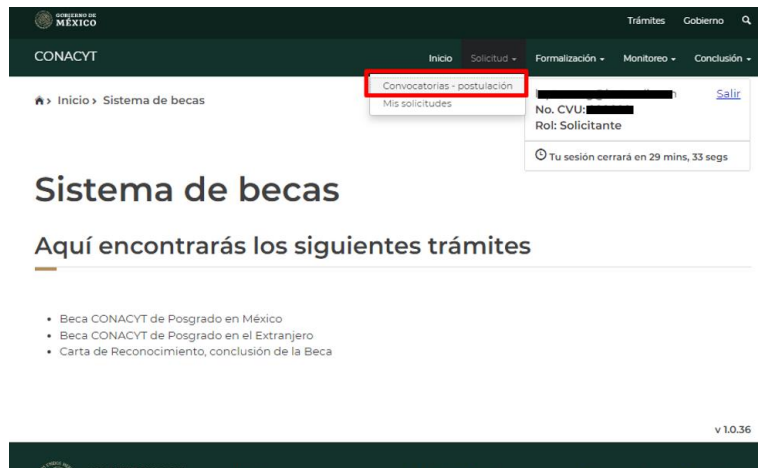 GOBIERNO DE
MÉXICO
Trámites Gobierno
CONACYT
Inicio Solicitud Formalización Monitoreo Conclusión
Convocatorias - postulación
Mis solicitudes
Inicio > Sistema de becas
Salir
No. CVU:
Rol: Solicitante
Tu sesión cerrará en 29 mins, 33 segs
Sistema de becas
Aquí encontrarás los siguientes trámites
• Beca CONACYT de Posgrado en México
• Beca CONACYT de Posgrado en el Extranjero
• Carta de Reconocimiento, conclusión de la Beca
v 1.0.36